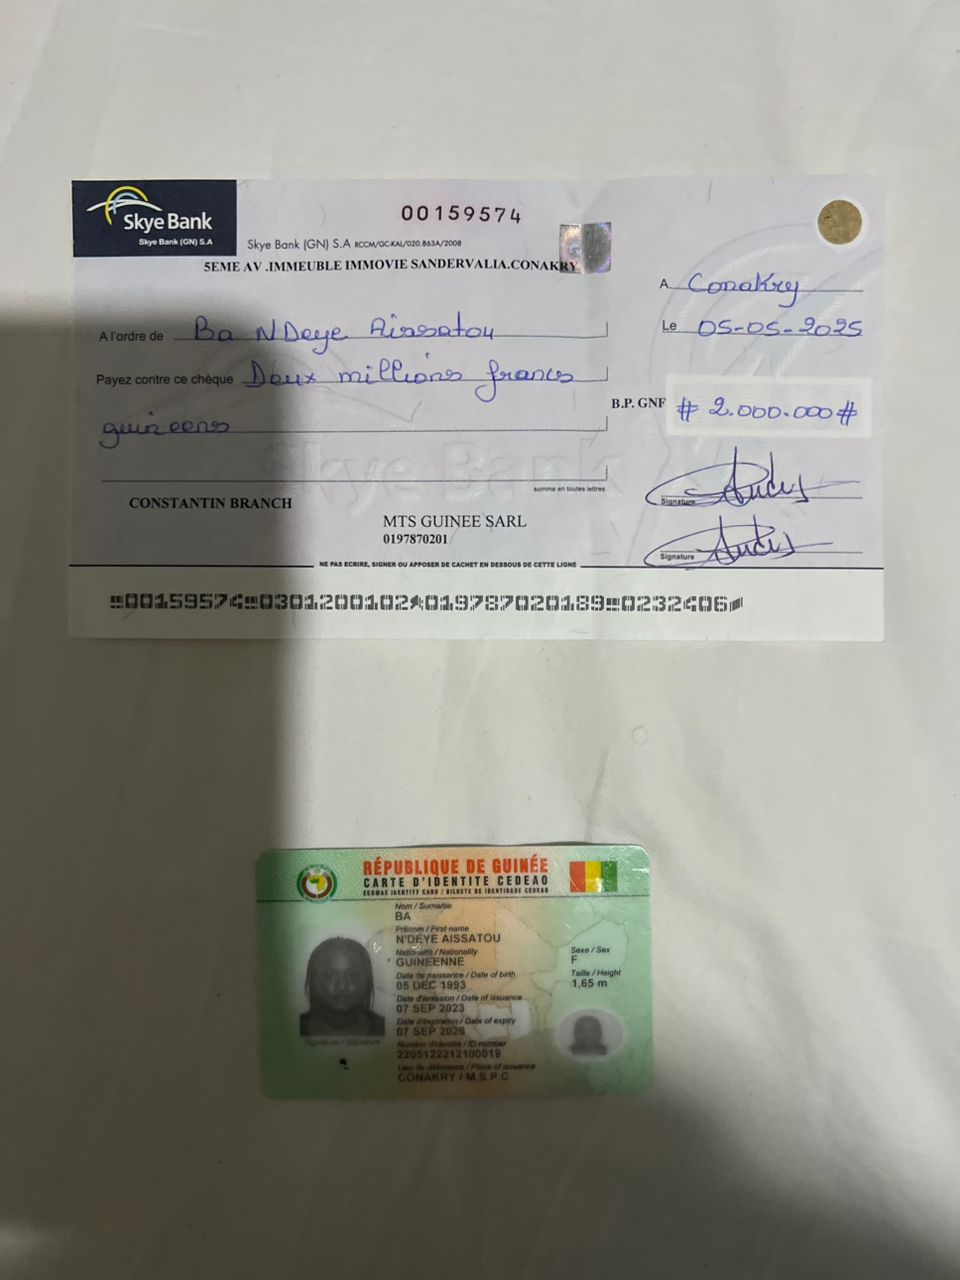 Skye Bank
Skye Bank (GN) S.A
00159574
Skye Bank (GN) S.A RCCM/GC-KAL/020.863A/2008
5EME AV .IMMEUBLE IMMOVIE SANDERVALIA.CONAKRY
A Conakry
Le 05-05-2025
A l'ordre de Ba NDeye Aissatou
Payez contre ce chèque Deux millions francs
guineens
B.P. GNF # 2.000.000 #
Skye Bank
somme en toutes lettres
CONSTANTIN BRANCH
MTS GUINEE SARL
0197870201
Signature
Signature
NE PAS ECRIRE, SIGNER OU APPOSER DE CACHET EN DESSOUS DE CETTE LIGNE
00159574 0301200102 019787020189 0232406
RÉPUBLIQUE DE GUINÉE
CARTE D'IDENTITE CEDEAO
ECOWAS IDENTITY CARD / BILHETE DE IDENTIDADE CEDEAO
Nom / Surname
BA
Prénom / First name
N'DEYE AISSATOU
Nationalité / Nationality
GUINEENNE
Sexe / Sex
F
Date de naissance / Date of birth
05 DEC 1993
Taille / Height
1,65 m
Date d'émission / Date of issuance
07 SEP 2023
Date d'expiration / Date of expiry
07 SEP 2028
Signature / Signature
Numéro d'identité / ID number
2205122212100019
Lieu de délivrance / Place of issuance
CONAKRY / M.S.P.C